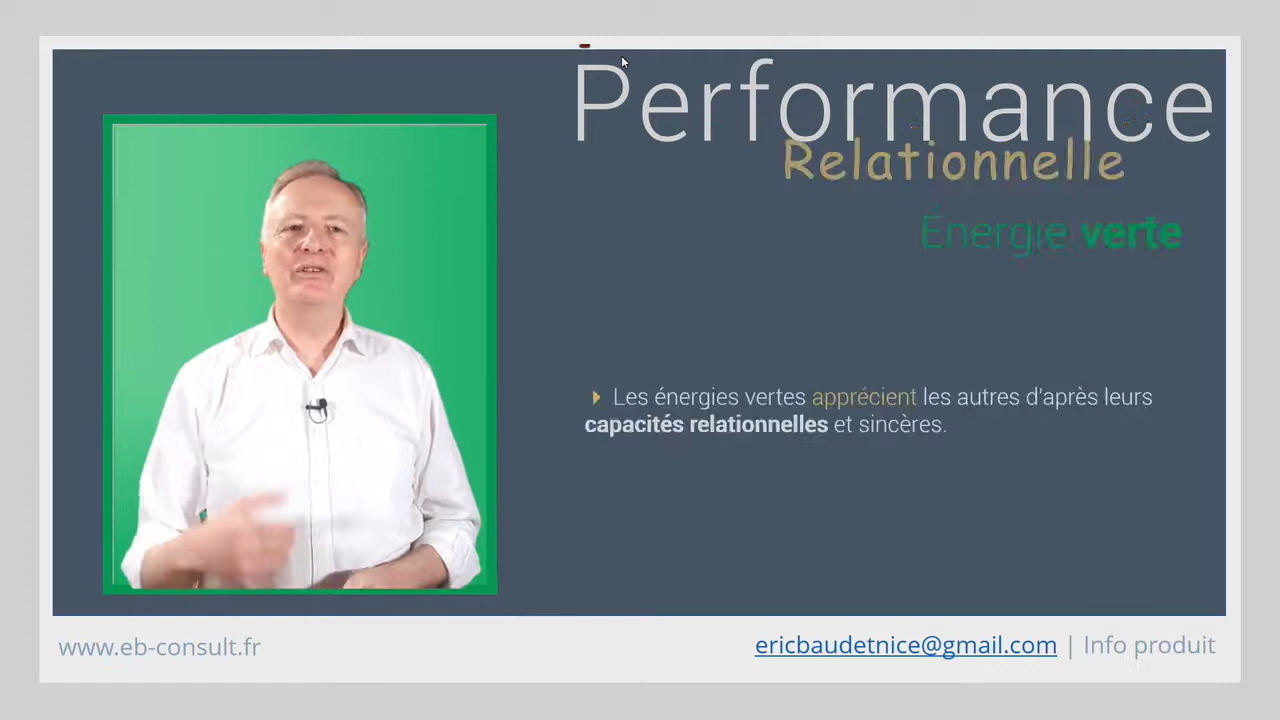 Performance
Relationnelle
Énergie verte
Les énergies vertes apprécient les autres d'après leurs
capacités relationnelles et sincères.
www.eb-consult.fr
ericbaudetnice@gmail.com | Info produit